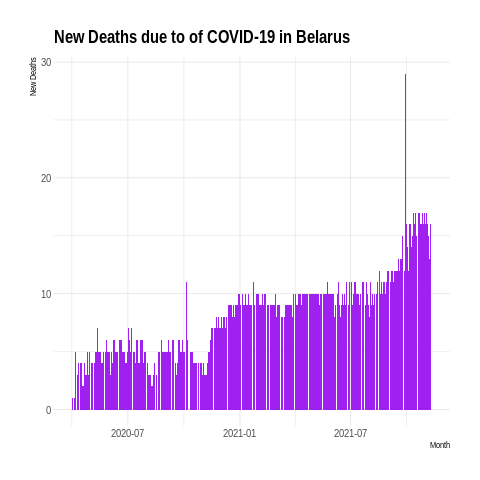 New Deaths due to of COVID-19 in Belarus
New Deaths
30
20
10
0
2020-07
2021-01
2021-07
Month